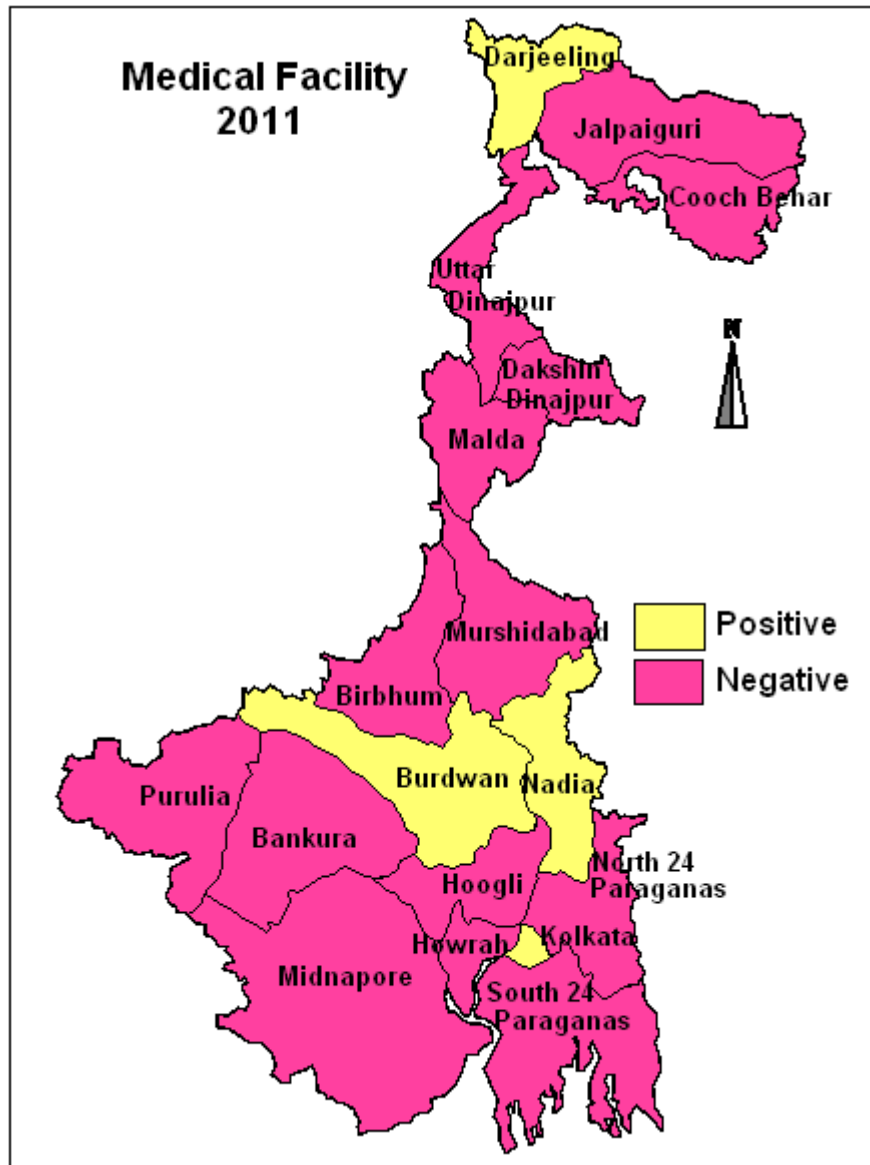 Medical Facility
2011
Darjeeling
Jalpaiguri
Cooch Behar
Uttar
Dinajpur
N
Dakshin
Dinajpur
Malda
Murshidabad
Positive
Negative
Birbhum
Burdwan
Nadia
Purulia
Bankura
Hoogli
North 24
Paraganas
Howrah
Kolkata
Midnapore
South 24
Paraganas